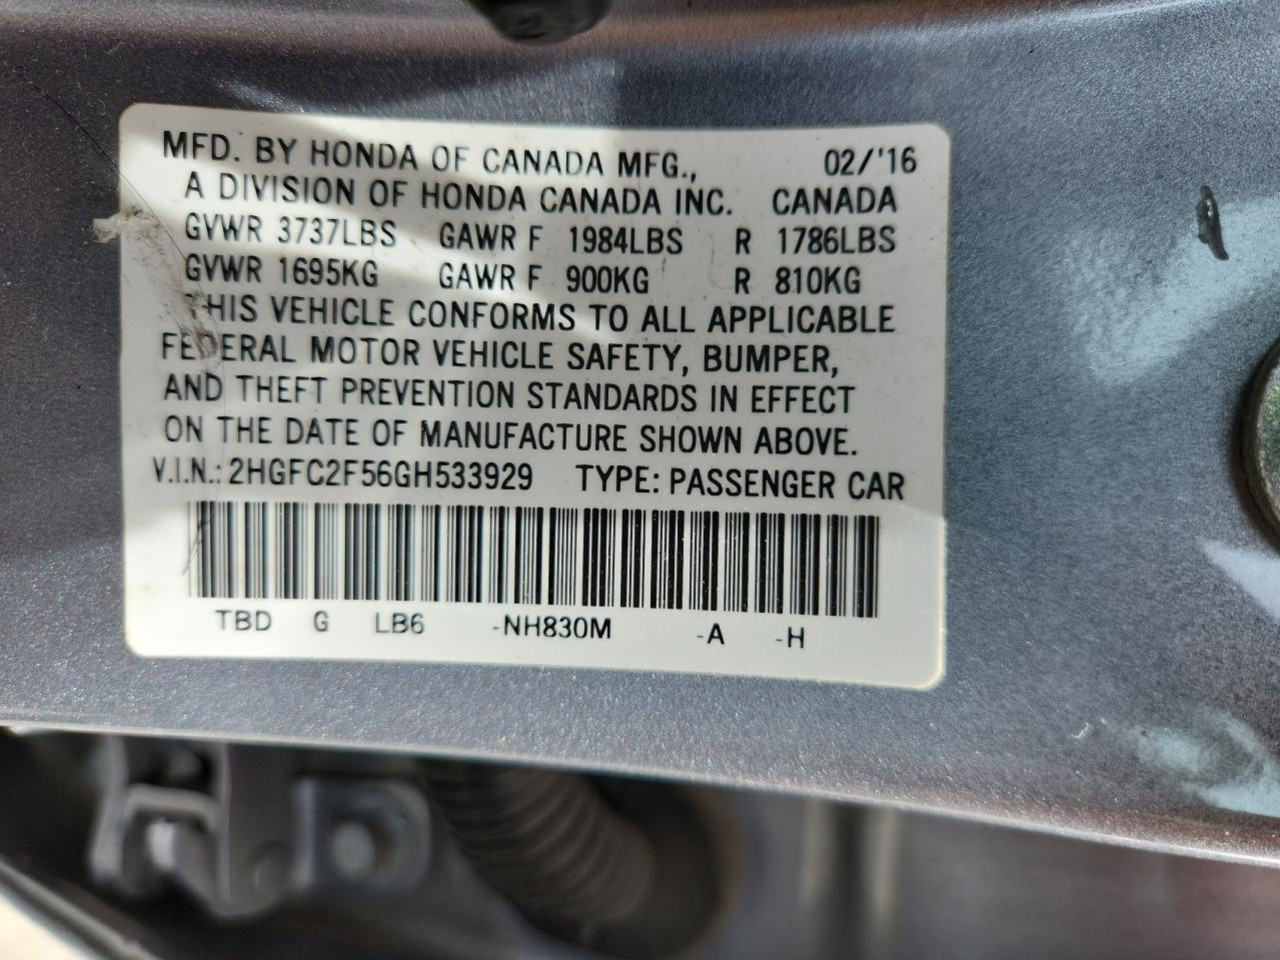 MFD. BY HONDA OF CANADA MFG., 02/'16
A DIVISION OF HONDA CANADA INC. CANADA
GVWR 3737LBS GAWR F 1984LBS R 1786LBS
GVWR 1695KG GAWR F 900KG R 810KG
THIS VEHICLE CONFORMS TO ALL APPLICABLE
FEDERAL MOTOR VEHICLE SAFETY, BUMPER,
AND THEFT PREVENTION STANDARDS IN EFFECT
ON THE DATE OF MANUFACTURE SHOWN ABOVE.
V.I.N.: 2HGFC2F56GH533929 TYPE: PASSENGER CAR
TBD G LB6 -NH830M -A -H